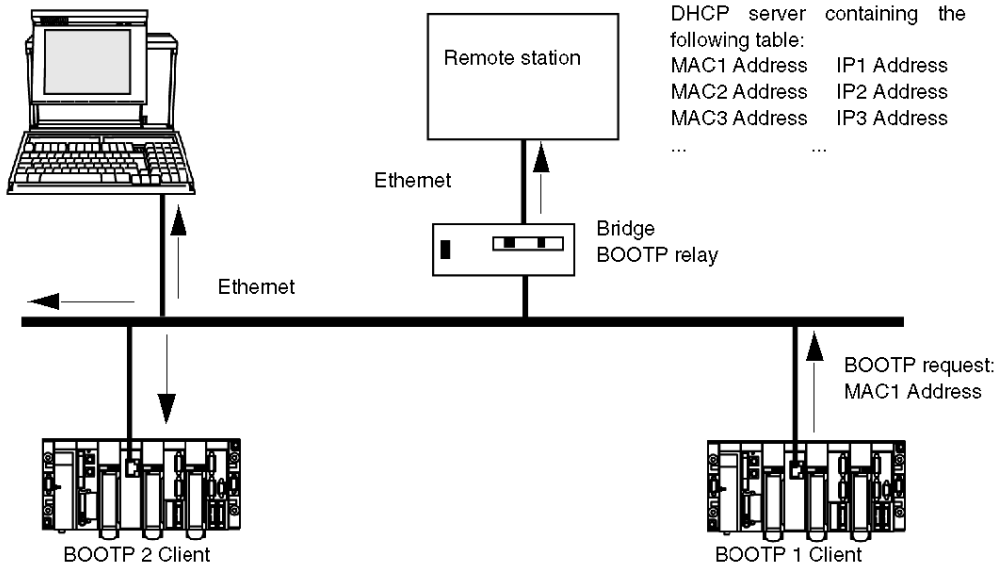 DHCP server containing the
following table:
MAC1 Address IP1 Address
MAC2 Address IP2 Address
MAC3 Address IP3 Address
... ...
Remote station
Ethernet
Bridge
BOOTP relay
Ethernet
BOOTP request:
MAC1 Address
BOOTP 2 Client
BOOTP 1 Client